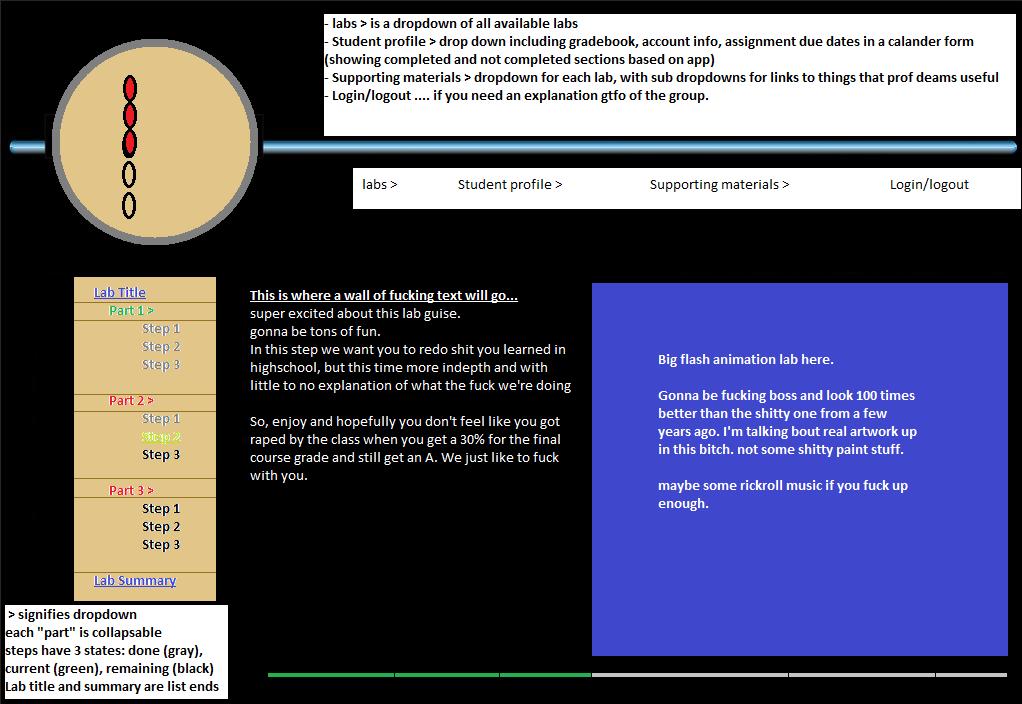 - labs > is a dropdown of all available labs
- Student profile > drop down including gradebook, account info, assignment due dates in a calander form
(showing completed and not completed sections based on app)
- Supporting materials > dropdown for each lab, with sub dropdowns for links to things that prof deams useful
- Login/logout .... if you need an explanation gtfo of the group.
labs > Student profile > Supporting materials > Login/logout
Lab Title
Part 1 >
Step 1
Step 2
Step 3
Part 2 >
Step 1
Step 2
Step 3
Part 3 >
Step 1
Step 2
Step 3
Lab Summary
> signifies dropdown
each "part" is collapsable
steps have 3 states: done (gray),
current (green), remaining (black)
Lab title and summary are list ends
This is where a wall of fucking text will go...
super excited about this lab guise.
gonna be tons of fun.
In this step we want you to redo shit you learned in
highschool, but this time more indepth and with
little to no explanation of what the fuck we're doing
So, enjoy and hopefully you don't feel like you got
raped by the class when you get a 30% for the final
course grade and still get an A. We just like to fuck
with you.
Big flash animation lab here.
Gonna be fucking boss and look 100 times
better than the shitty one from a few
years ago. I'm talking bout real artwork up
in this bitch. not some shitty paint stuff.
maybe some rickroll music if you fuck up
enough.